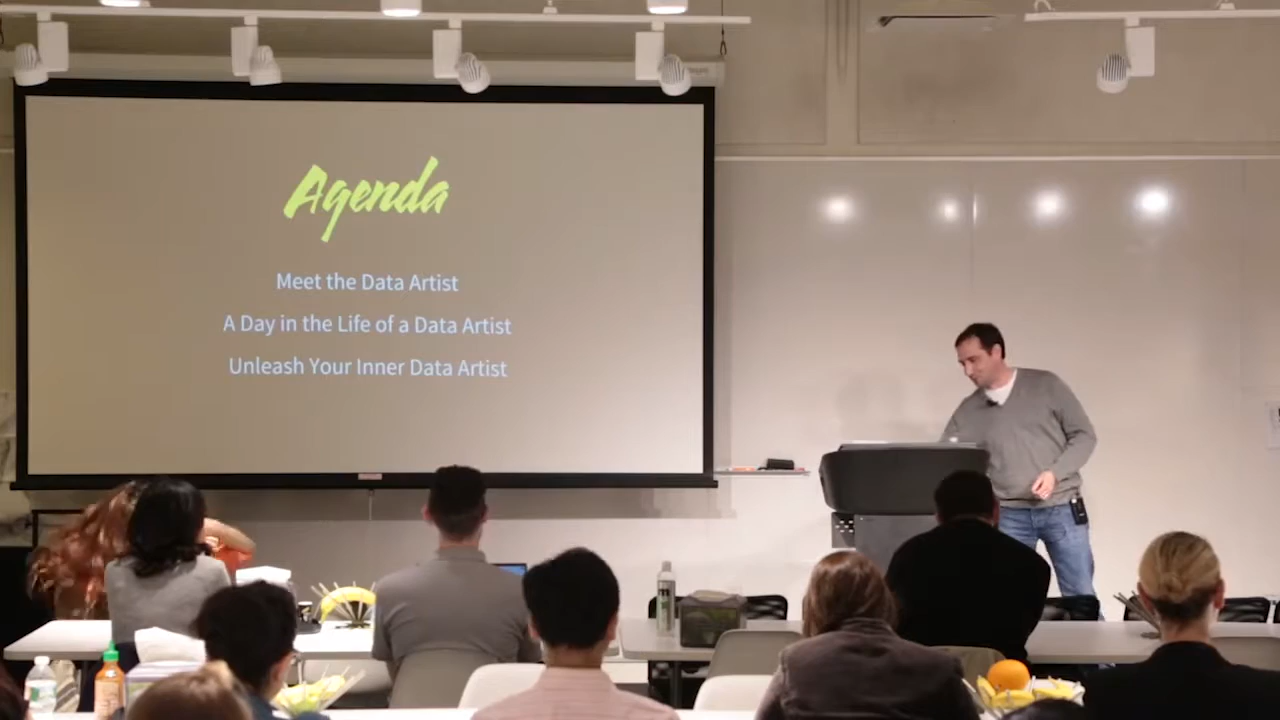 Agenda
Meet the Data Artist
A Day in the Life of a Data Artist
Unleash Your Inner Data Artist